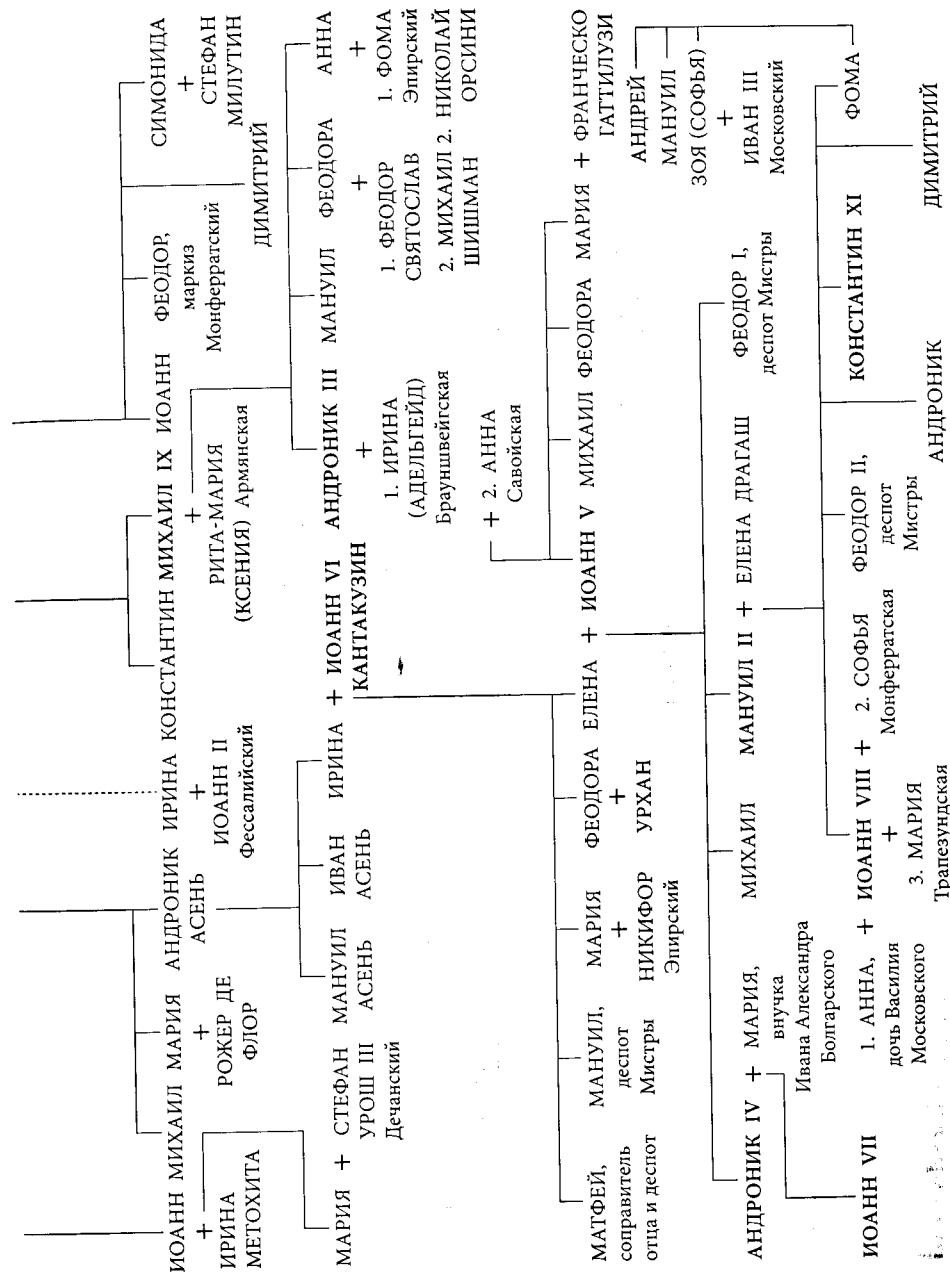 ИОАНН МИХАИЛ МАРИЯ АНДРОНИК ИРИНА КОНСТАНТИН МИХАИЛ IX ИОАНН ФЕОДОР, СИМОНИДА
+ + АСЕНЬ + + маркиз +
ИРИНА РОЖЕР ДЕ ИОАНН II РИТА-МАРИЯ Монферратский СТЕФАН
МЕТОХИТА ФЛОР Фессалийский (КСЕНИЯ) Армянская МИЛУТИН
ДИМИТРИЙ
МАРИЯ + СТЕФАН МАНУИЛ ИВАН ИРИНА + ИОАНН VI АНДРОНИК III МАНУИЛ ФЕОДОРА АННА
УРОШ III АСЕНЬ АСЕНЬ КАНТАКУЗИН + + +
Дечанский 1. ИРИНА 1. ФЕОДОР 1. ФОМА
(АДЕЛЬГЕЙД) СВЯТОСЛАВ Эпирский
Брауншвейгская 2. МИХАИЛ 2. НИКОЛАЙ
ШИШМАН ОРСИНИ
+ 2. АННА
Савойская
МАТФЕЙ, МАНУИЛ, МАРИЯ ФЕОДОРА ЕЛЕНА + ИОАНН V МИХАИЛ ФЕОДОРА МАРИЯ + ФРАНЧЕСКО
соправитель деспот + + ГАТТИЛУЗИ
отца и деспот Мистры НИКИФОР УРХАН
Эпирский
АНДРЕЙ
МАНУИЛ
ЗОЯ (СОФЬЯ)
+
ИВАН III
Московский
АНДРОНИК IV + МАРИЯ, МИХАИЛ МАНУИЛ II + ЕЛЕНА ДРАГАШ ФЕОДОР I,
внучка деспот Мистры
Ивана Александра
Болгарского
ИОАНН VII 1. АННА, + ИОАНН VIII + 2. СОФЬЯ ФЕОДОР II, КОНСТАНТИН XI ФОМА
дочь Василия + Монферратская деспот
Московского 3. МАРИЯ Мистры
Трапезундская АНДРОНИК ДИМИТРИЙ